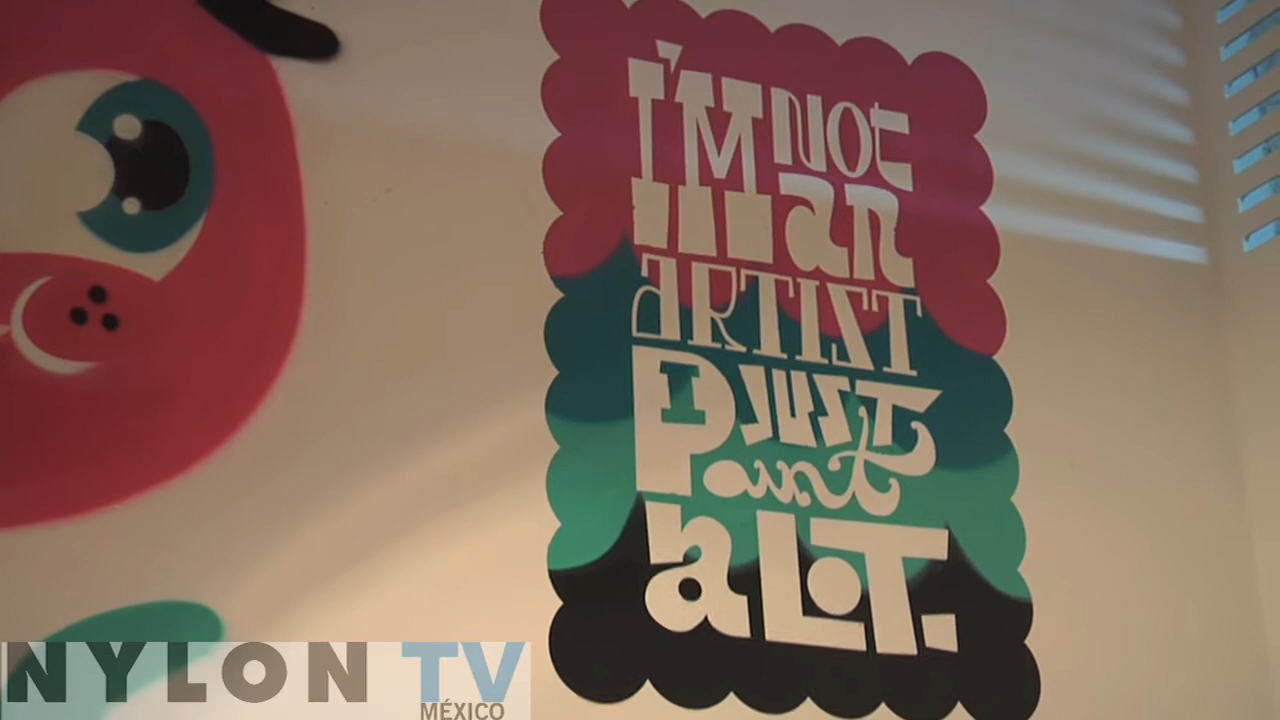 I'M NOT
an
ARTIST
I JUST
Paint
a LOT.
NYLON TV
MÉXICO